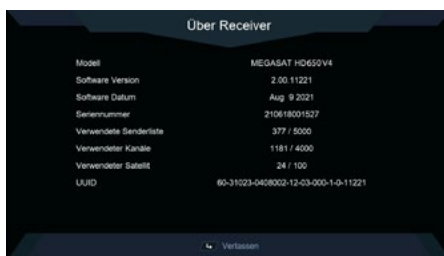 Über Receiver
Modell MEGASAT HD650V4
Software Version 2.00.11221
Software Datum Aug 9 2021
Seriennummer 210618001527
Verwendete Senderliste 377 / 5000
Verwendeter Kanäle 1181 / 4000
Verwendeter Satellit 24 / 100
UUID 60-31023-0408002-12-03-000-1-0-11221
Verlassen